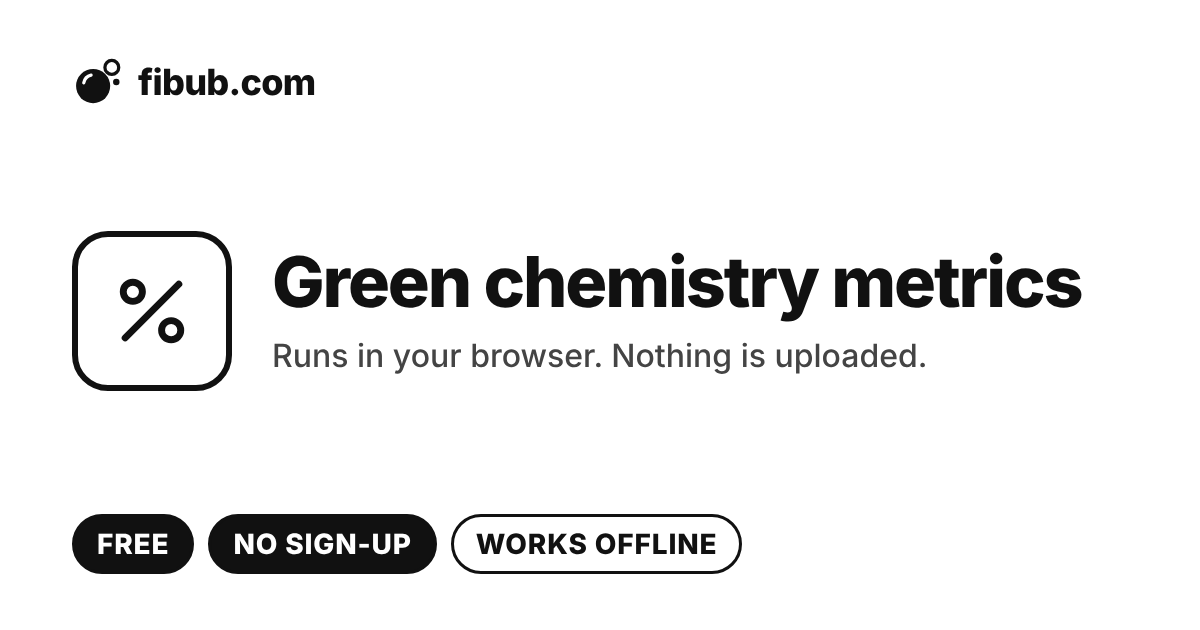 fibub.com
%
Green chemistry metrics
Runs in your browser. Nothing is uploaded.
FREE
NO SIGN-UP
WORKS OFFLINE